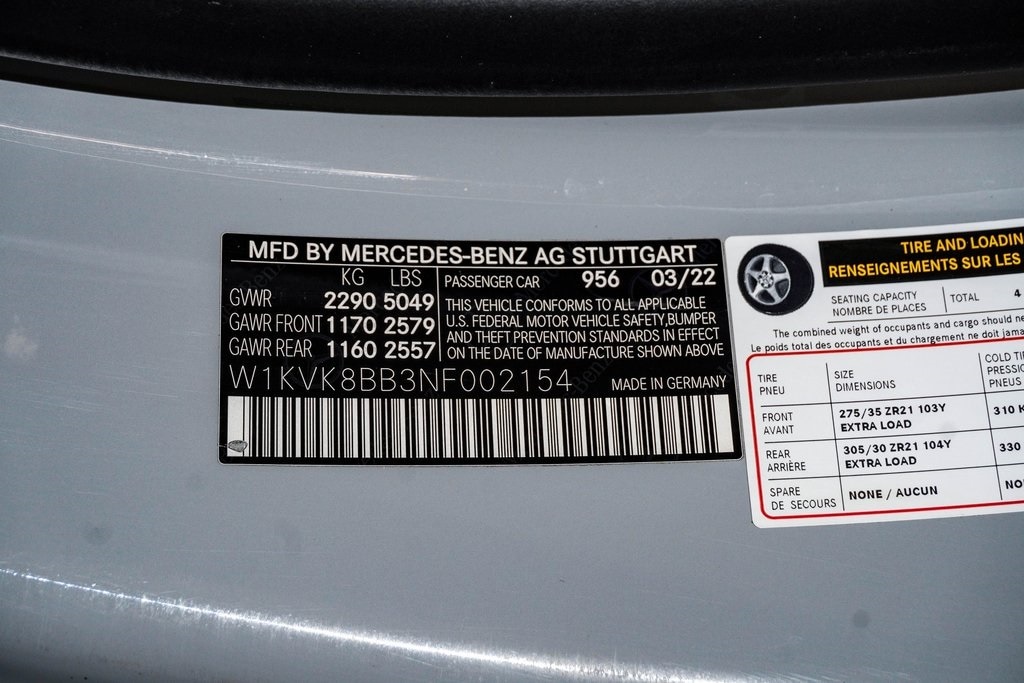 MFD BY MERCEDES-BENZ AG STUTTGART
KG LBS
GVWR 2290 5049
GAWR FRONT 1170 2579
GAWR REAR 1160 2557
PASSENGER CAR 956 03/22
THIS VEHICLE CONFORMS TO ALL APPLICABLE
U.S. FEDERAL MOTOR VEHICLE SAFETY, BUMPER
AND THEFT PREVENTION STANDARDS IN EFFECT
ON THE DATE OF MANUFACTURE SHOWN ABOVE
W1KVK8BB3NF002154 MADE IN GERMANY
TIRE AND LOADIN
RENSEIGNEMENTS SUR LES
SEATING CAPACITY
NOMBRE DE PLACES
TOTAL 4
The combined weight of occupants and cargo should ne
Le poids total des occupants et du chargement ne doit jama
TIRE
PNEU
SIZE
DIMENSIONS
COLD TI
PRESSIO
PNEUS
FRONT
AVANT
275/35 ZR21 103Y
EXTRA LOAD
310 K
REAR
ARRIÈRE
305/30 ZR21 104Y
EXTRA LOAD
330
SPARE
DE SECOURS
NONE / AUCUN
NO